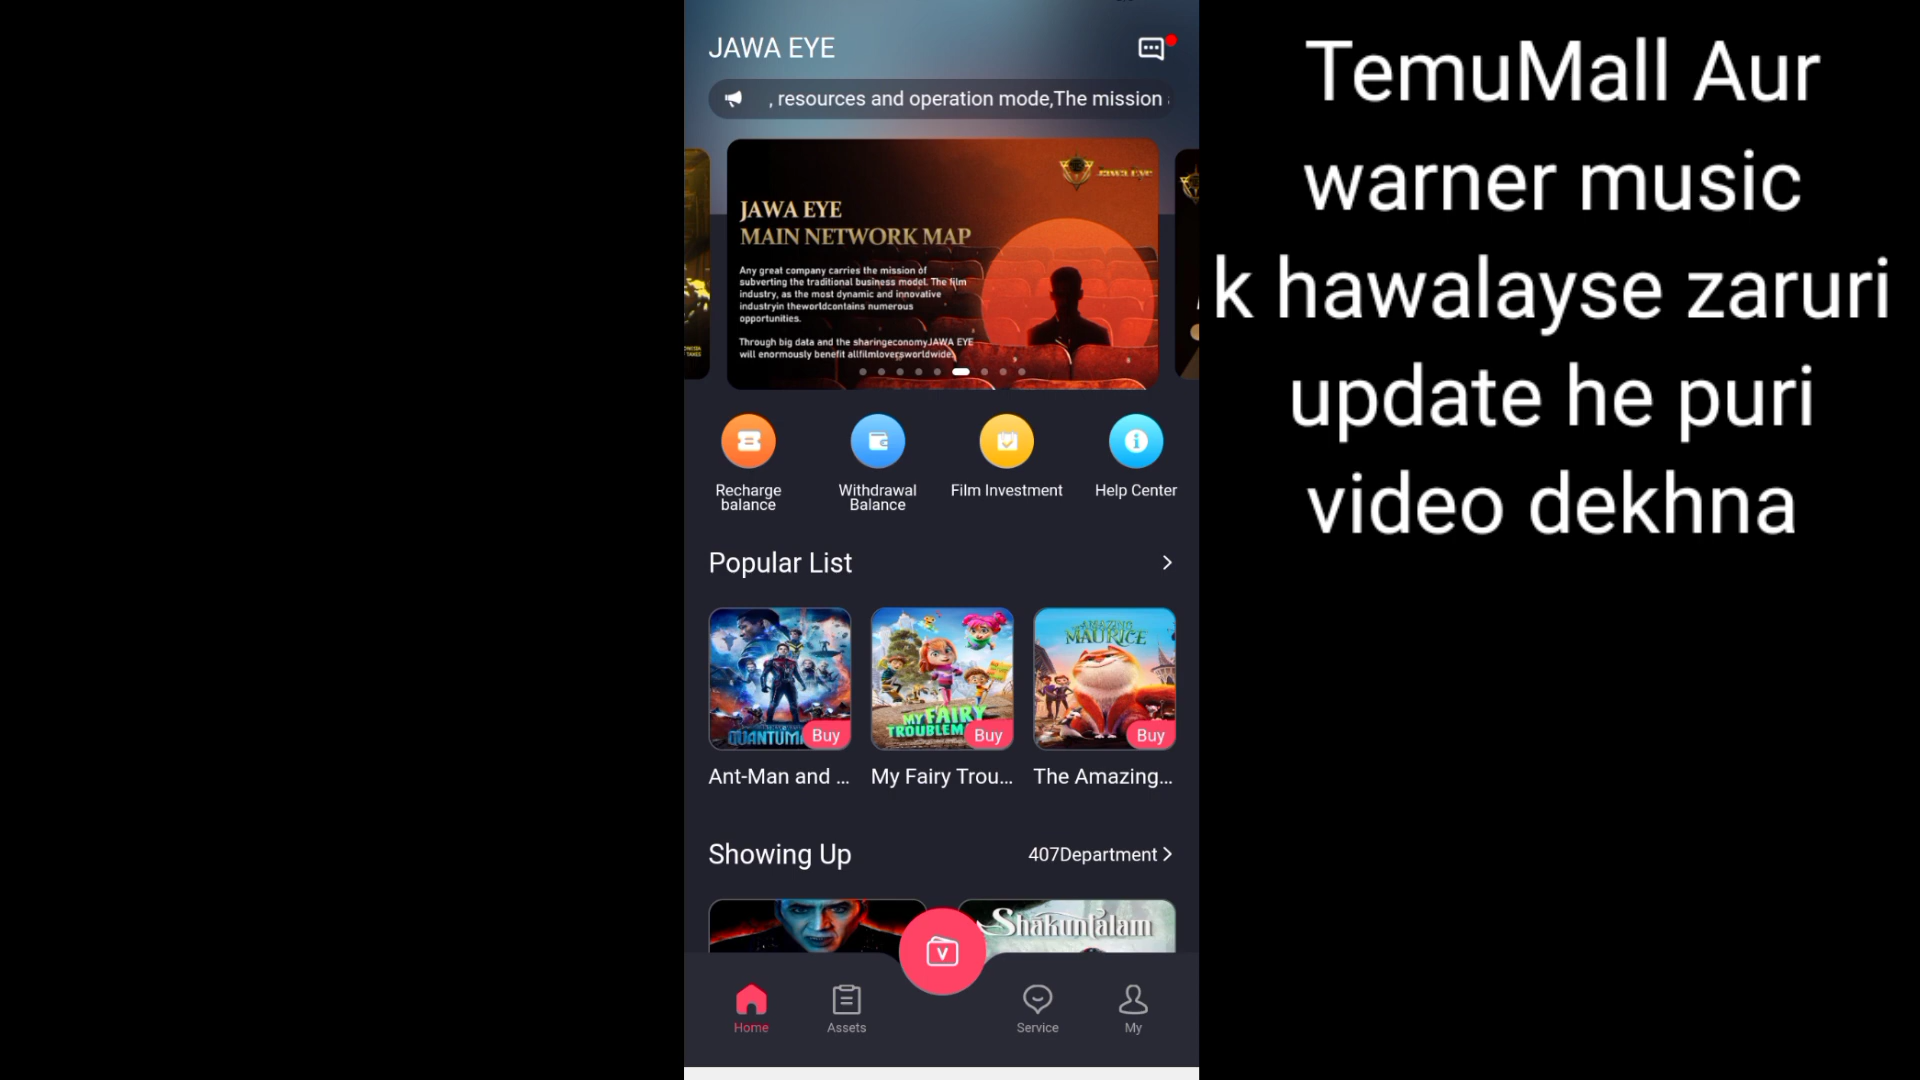 JAWA EYE
, resources and operation mode,The mission
JAWA EYE
JAWA EYE
MAIN NETWORK MAP
Any great company carries the mission of
subverting the traditional business model. The film
industry, as the most dynamic and innovative
industryin theworldcontains numerous
opportunities.
Through big data and the sharingeconomyJAWA EYE
will enormously benefit allfilmloversworldwide.
Recharge
balance
Withdrawal
Balance
Film Investment
Help Center
Popular List
QUANTUM
Buy
MY FAIRY
TROUBLEM
Buy
THE AMAZING
MAURICE
Buy
Ant-Man and ...
My Fairy Trou...
The Amazing...
Showing Up
407Department
Shakuntalam
V
Home
Assets
Service
My
TemuMall Aur
warner music
k hawalayse zaruri
update he puri
video dekhna